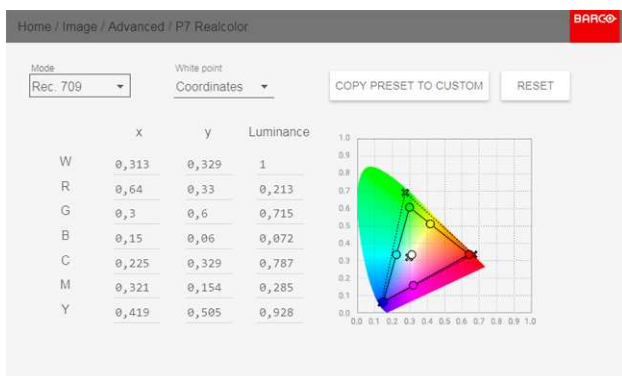 Home / Image / Advanced / P7 Realcolor
BARCO
Mode
White point
Rec. 709
Coordinates
COPY PRESET TO CUSTOM
RESET
x y Luminance
W 0,313 0,329 1
R 0,64 0,33 0,213
G 0,3 0,6 0,715
B 0,15 0,06 0,072
C 0,225 0,329 0,787
M 0,321 0,154 0,285
Y 0,419 0,505 0,928
1.0
0.9
0.8
0.7
0.6
0.5
0.4
0.3
0.2
0.1
0.0
0.0 0.1 0.2 0.3 0.4 0.5 0.6 0.7 0.8 0.9 1.0